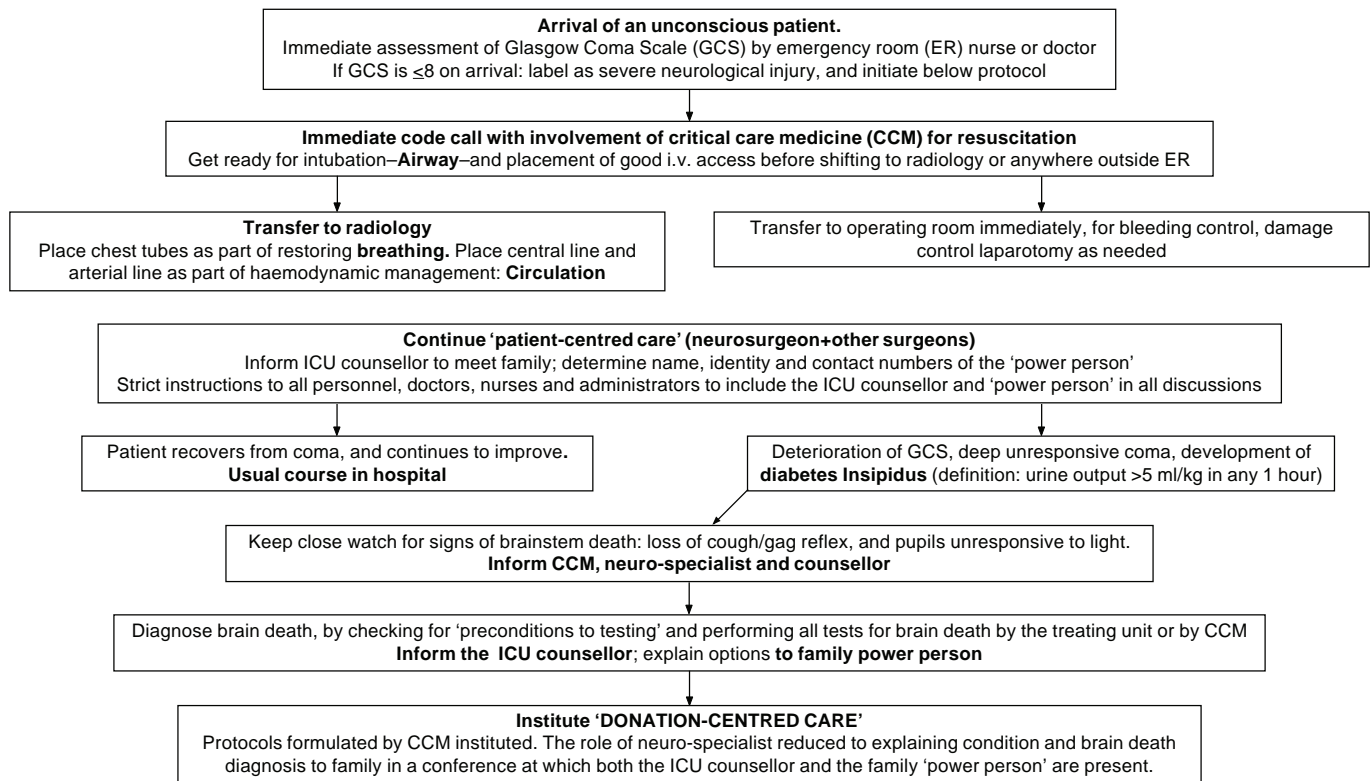 Arrival of an unconscious patient.
Immediate assessment of Glasgow Coma Scale (GCS) by emergency room (ER) nurse or doctor
If GCS is ≤8 on arrival: label as severe neurological injury, and initiate below protocol
Immediate code call with involvement of critical care medicine (CCM) for resuscitation
Get ready for intubation–Airway–and placement of good i.v. access before shifting to radiology or anywhere outside ER
Transfer to radiology
Place chest tubes as part of restoring breathing. Place central line and
arterial line as part of haemodynamic management: Circulation
Transfer to operating room immediately, for bleeding control, damage
control laparotomy as needed
Continue ‘patient-centred care’ (neurosurgeon+other surgeons)
Inform ICU counsellor to meet family; determine name, identity and contact numbers of the ‘power person’
Strict instructions to all personnel, doctors, nurses and administrators to include the ICU counsellor and ‘power person’ in all discussions
Patient recovers from coma, and continues to improve.
Usual course in hospital
Deterioration of GCS, deep unresponsive coma, development of
diabetes Insipidus (definition: urine output >5 ml/kg in any 1 hour)
Keep close watch for signs of brainstem death: loss of cough/gag reflex, and pupils unresponsive to light.
Inform CCM, neuro-specialist and counsellor
Diagnose brain death, by checking for ‘preconditions to testing’ and performing all tests for brain death by the treating unit or by CCM
Inform the ICU counsellor; explain options to family power person
Institute ‘DONATION-CENTRED CARE’
Protocols formulated by CCM instituted. The role of neuro-specialist reduced to explaining condition and brain death
diagnosis to family in a conference at which both the ICU counsellor and the family ‘power person’ are present.